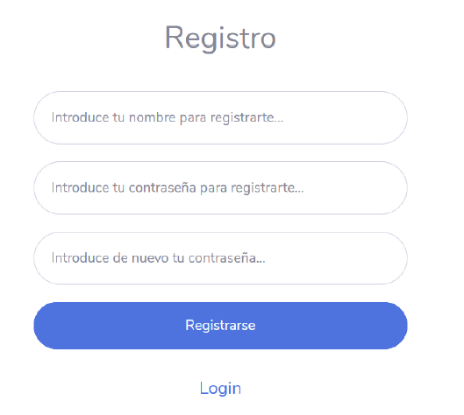 Registro
Introduce tu nombre para registrarte...
Introduce tu contraseña para registrarte...
Introduce de nuevo tu contraseña...
Registrarse
Login